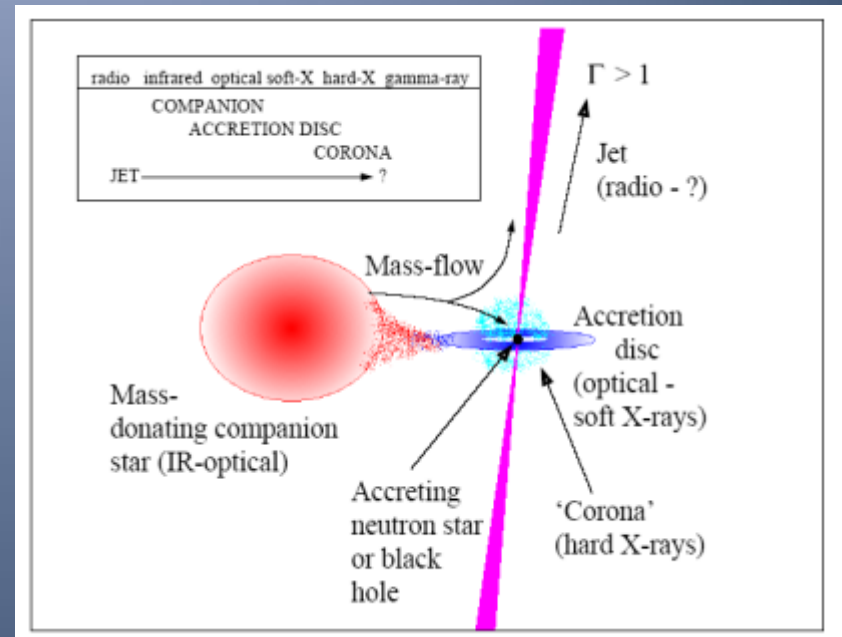 radio infrared optical soft-X hard-X gamma-ray
COMPANION
ACCRETION DISC
CORONA
JET ?
Γ > 1
Jet
(radio - ?)
Mass-flow
Accretion
disc
(optical -
soft X-rays)
Mass-
donating companion
star (IR-optical)
Accreting
neutron star
or black
hole
‘Corona’
(hard X-rays)